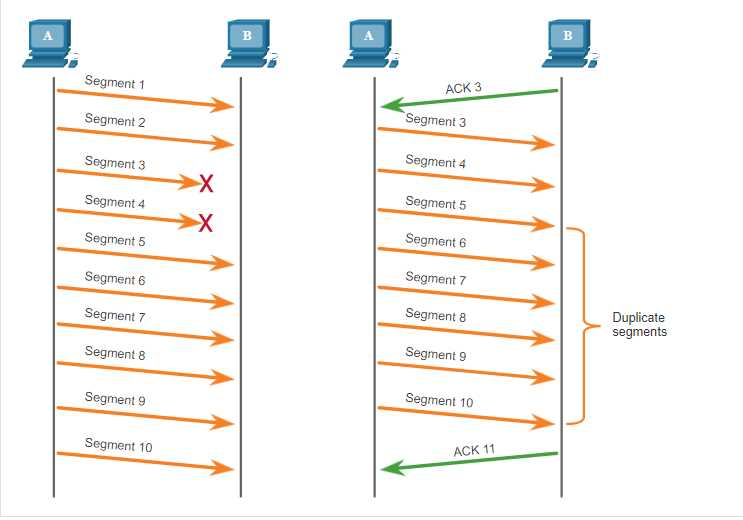 A
B
A
B
Segment 1
Segment 2
Segment 3
X
Segment 4
X
Segment 5
Segment 6
Segment 7
Segment 8
Segment 9
Segment 10
ACK 3
Segment 3
Segment 4
Segment 5
Segment 6
Segment 7
Segment 8
Segment 9
Segment 10
ACK 11
Duplicate
segments